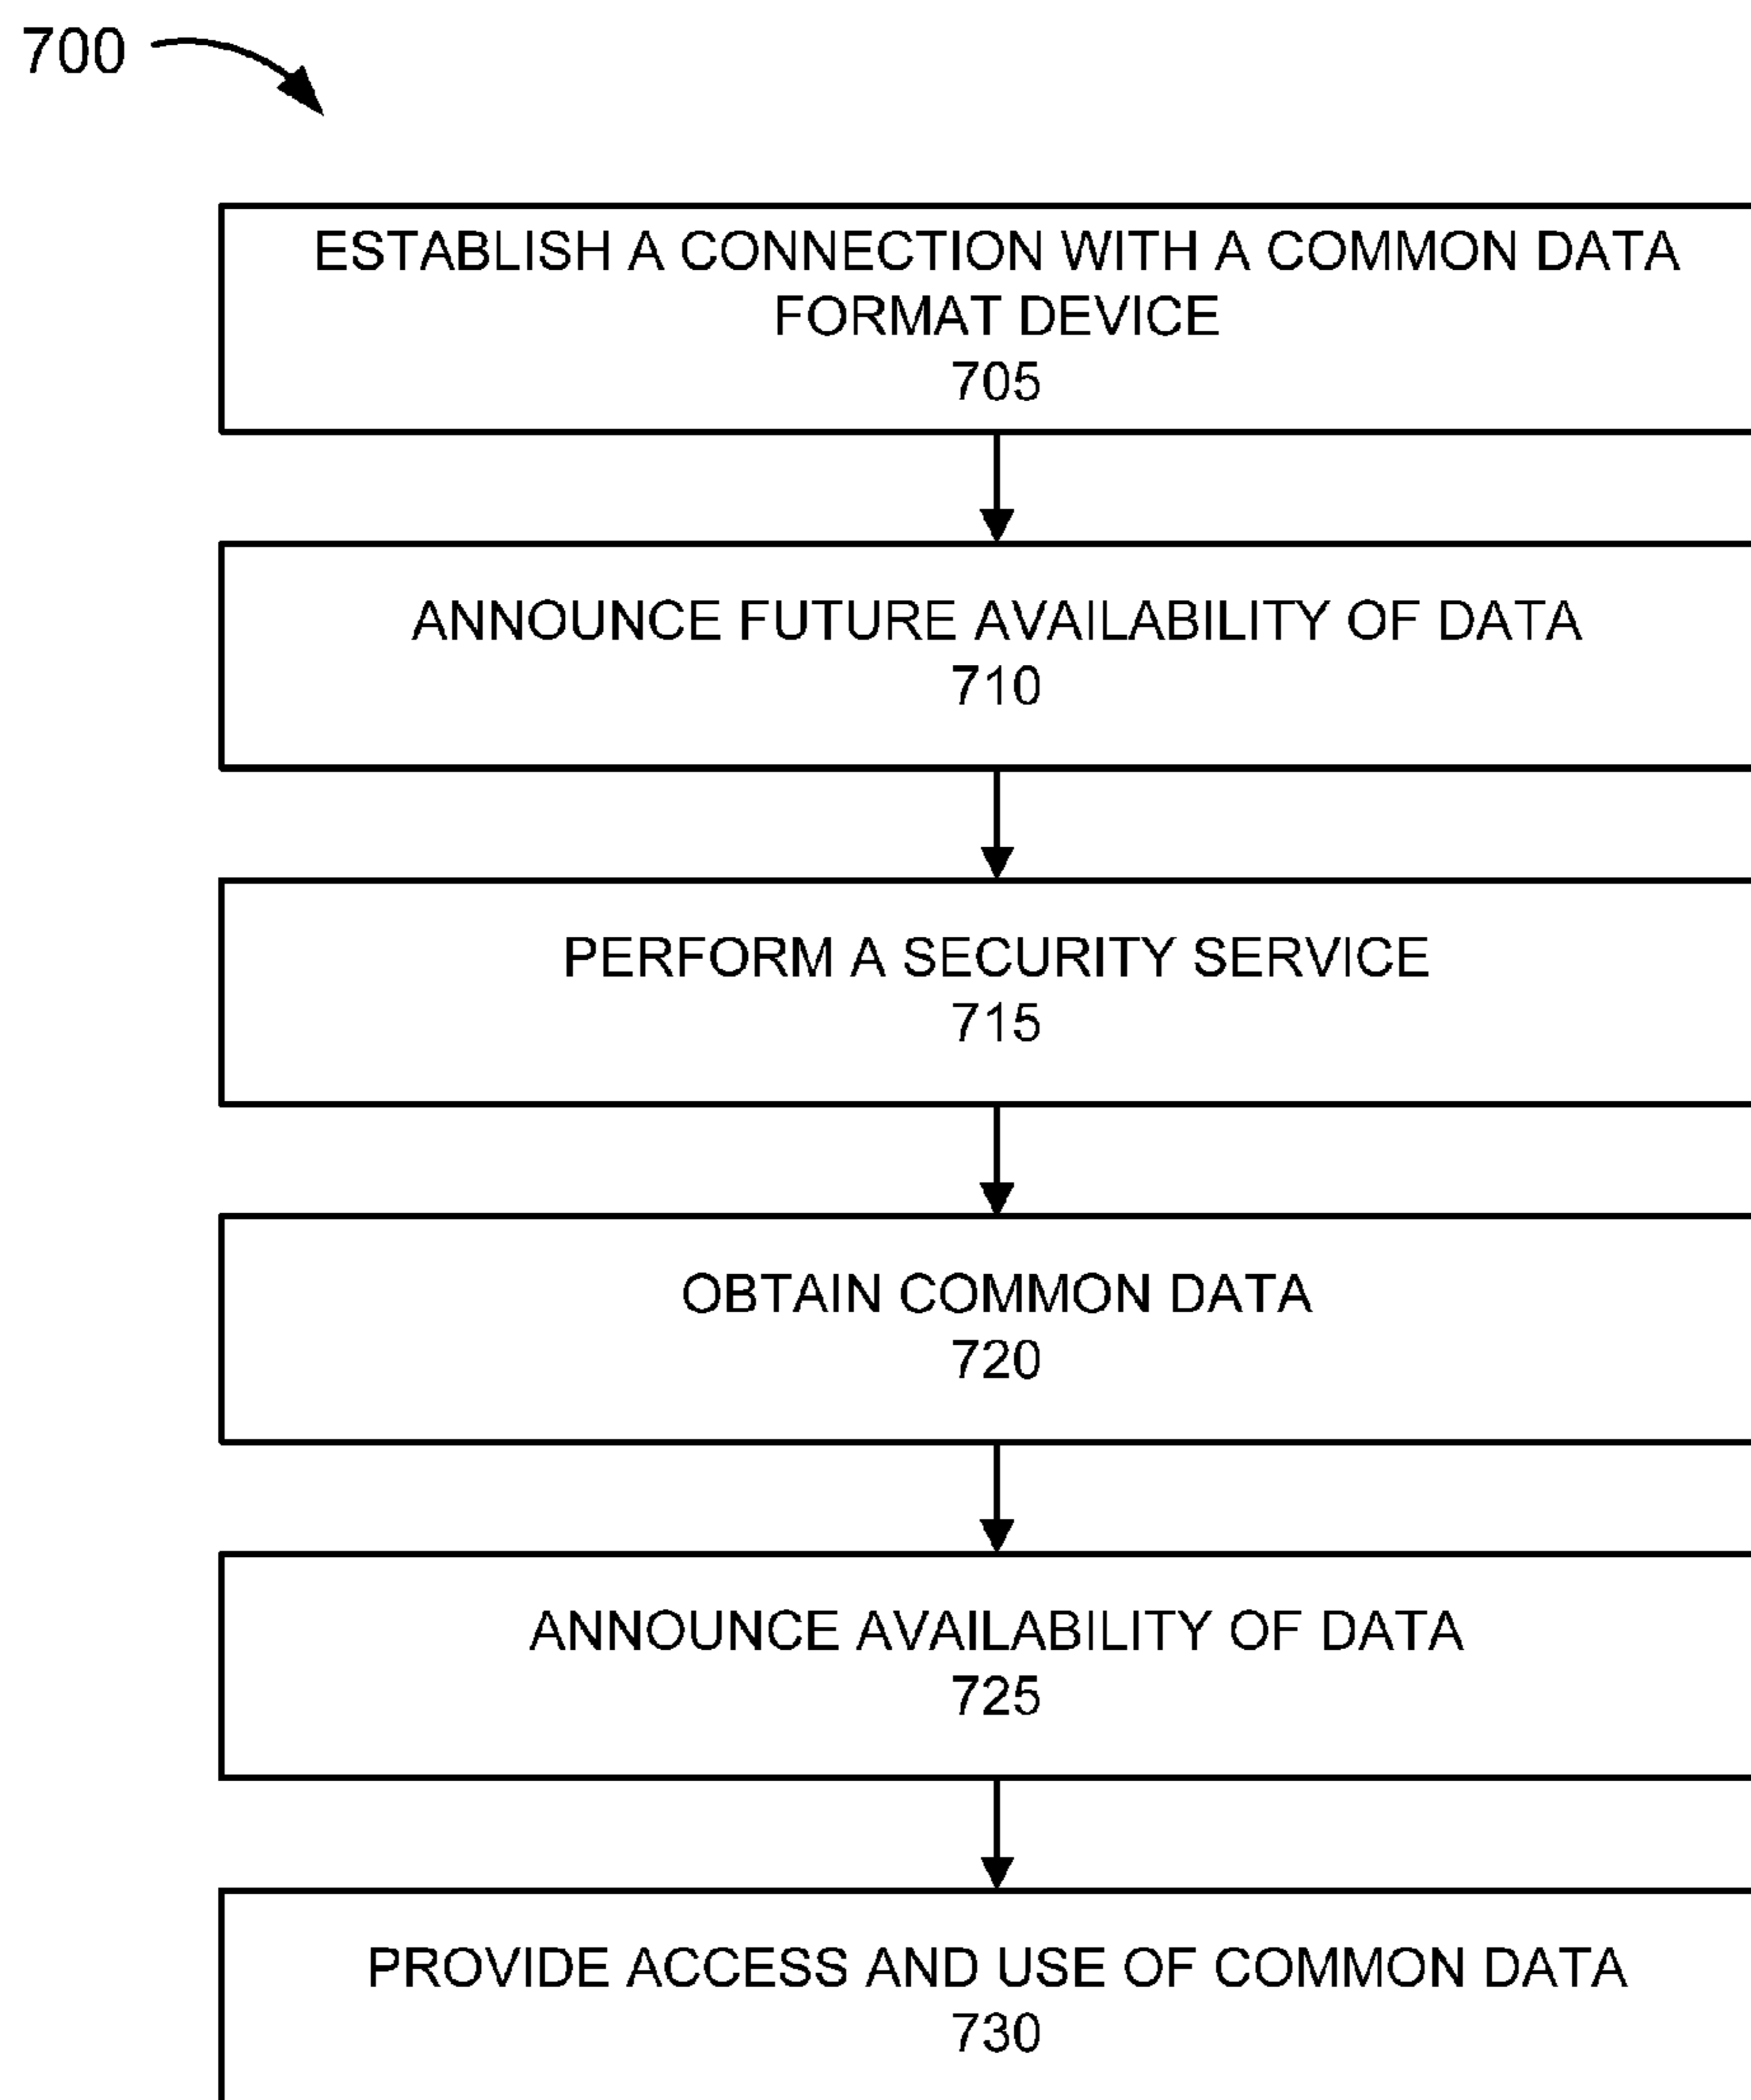 700
ESTABLISH A CONNECTION WITH A COMMON DATA
FORMAT DEVICE
705
ANNOUNCE FUTURE AVAILABILITY OF DATA
710
PERFORM A SECURITY SERVICE
715
OBTAIN COMMON DATA
720
ANNOUNCE AVAILABILITY OF DATA
725
PROVIDE ACCESS AND USE OF COMMON DATA
730